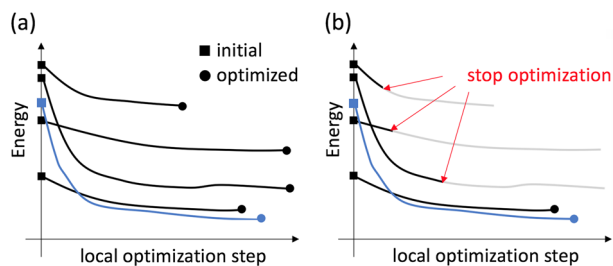 (a)
initial
optimized
Energy
local optimization step
(b)
stop optimization
Energy
local optimization step